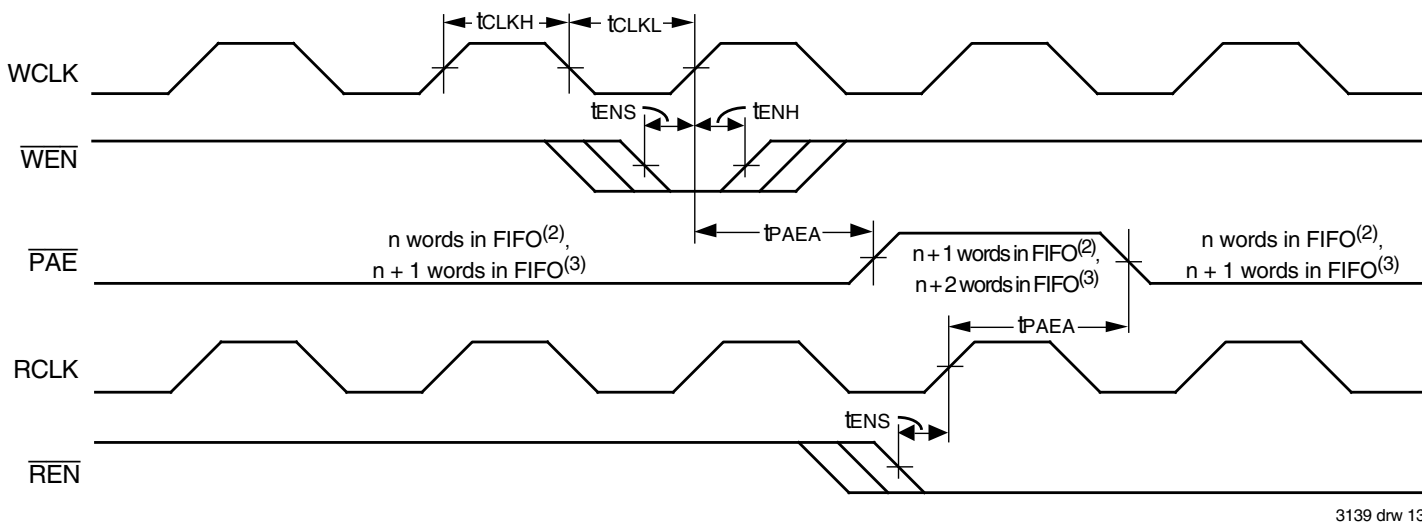 tCLKH
tCLKL
WCLK
tENS
tENH
WEN
tPAEA
PAE
n words in FIFO(2),
n + 1 words in FIFO(3)
n + 1 words in FIFO(2),
n + 2 words in FIFO(3)
n words in FIFO(2),
n + 1 words in FIFO(3)
tPAEA
RCLK
tENS
REN
3139 drw 13